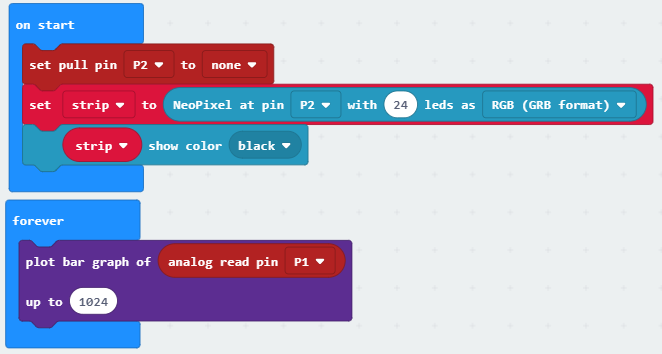 on start
set pull pin P2 to none
set strip to NeoPixel at pin P2 with 24 leds as RGB (GRB format)
strip show color black
forever
plot bar graph of analog read pin P1
up to 1024